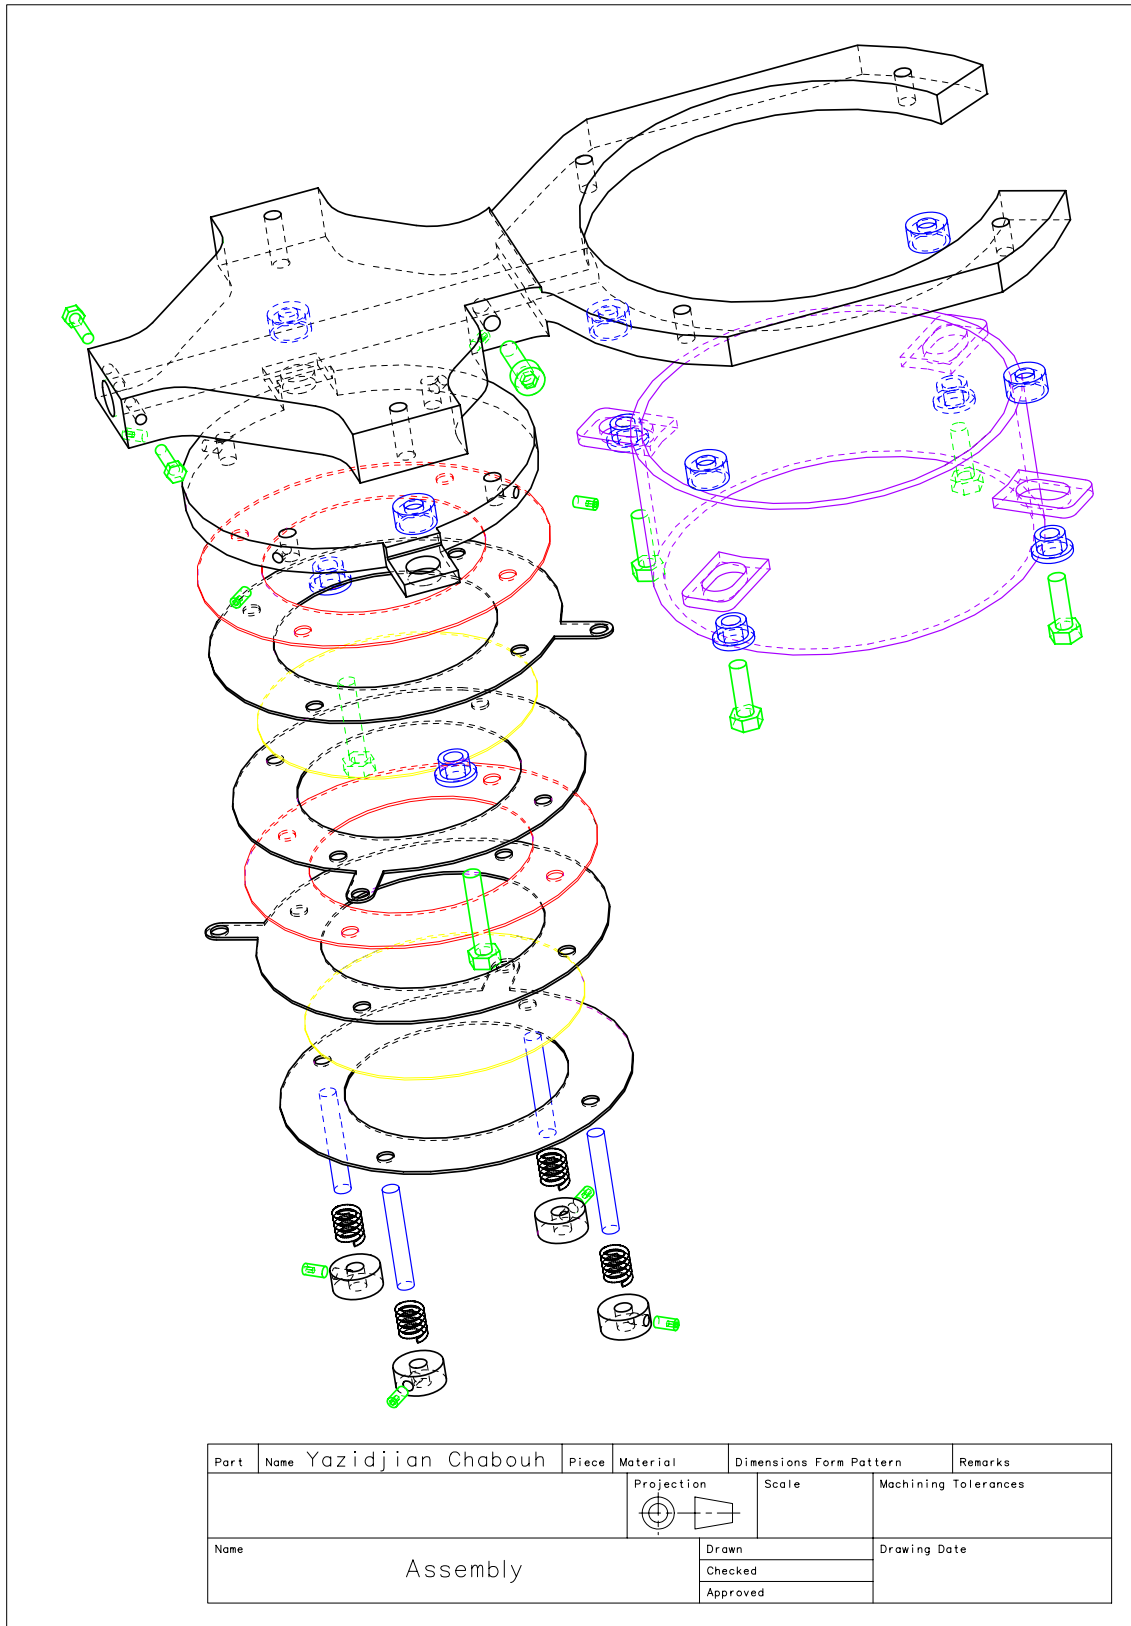 Part Name Yazidjian Chabouh Piece Material Dimensions Form Pattern Remarks
Projection Scale Machining Tolerances
Name Assembly Drawn Drawing Date
Checked
Approved